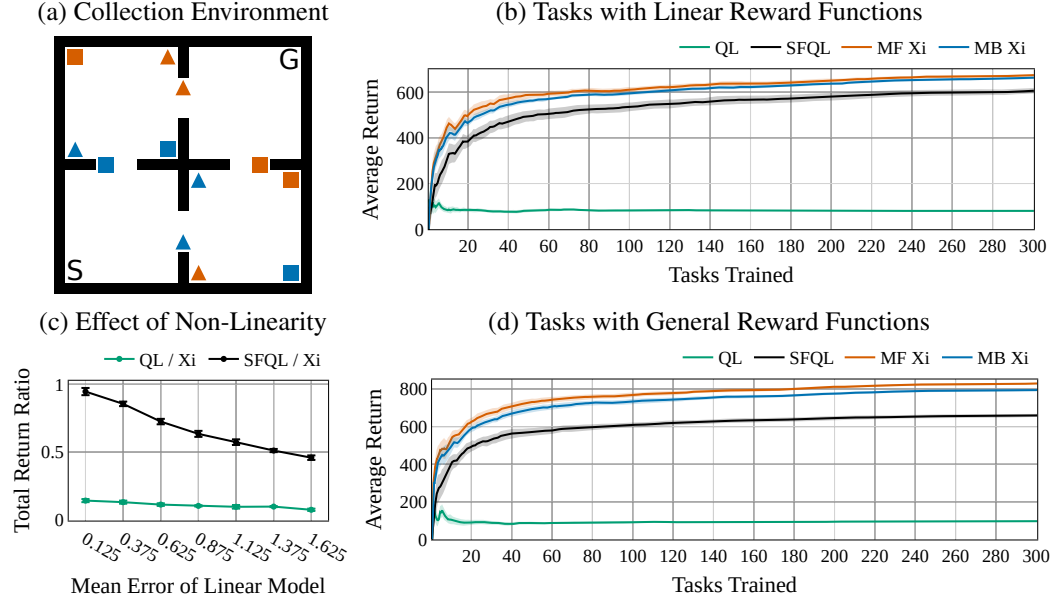 (a) Collection Environment
G
S
(b) Tasks with Linear Reward Functions
QL SFQL MF Xi MB Xi
Average Return
600
400
200
0
20 40 60 80 100 120 140 160 180 200 220 240 260 280 300
Tasks Trained
(c) Effect of Non-Linearity
QL / Xi SFQL / Xi
Total Return Ratio
1
0.5
0
0.125 0.375 0.625 0.875 1.125 1.375 1.625
Mean Error of Linear Model
(d) Tasks with General Reward Functions
QL SFQL MF Xi MB Xi
Average Return
800
600
400
200
0
20 40 60 80 100 120 140 160 180 200 220 240 260 280 300
Tasks Trained